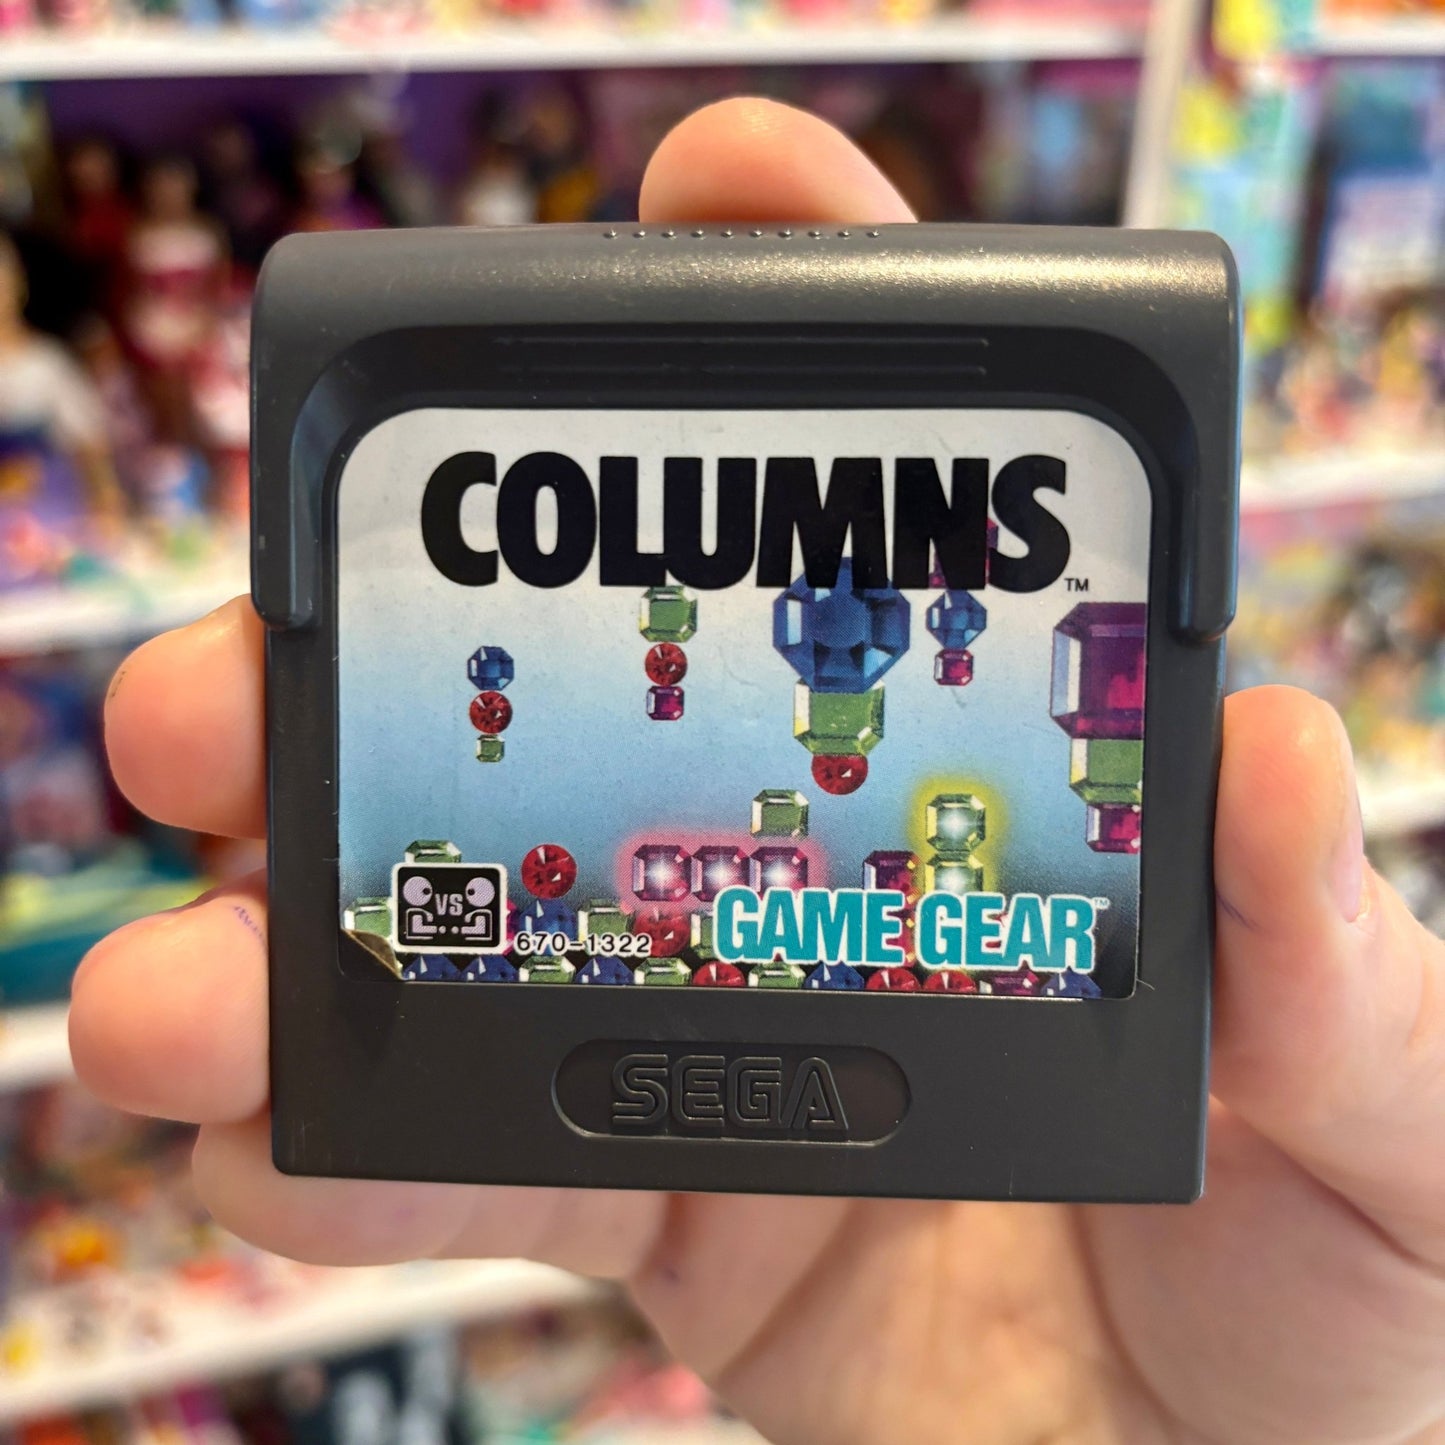 COLUMNS™
VS
670-1322
GAME GEAR™
SEGA